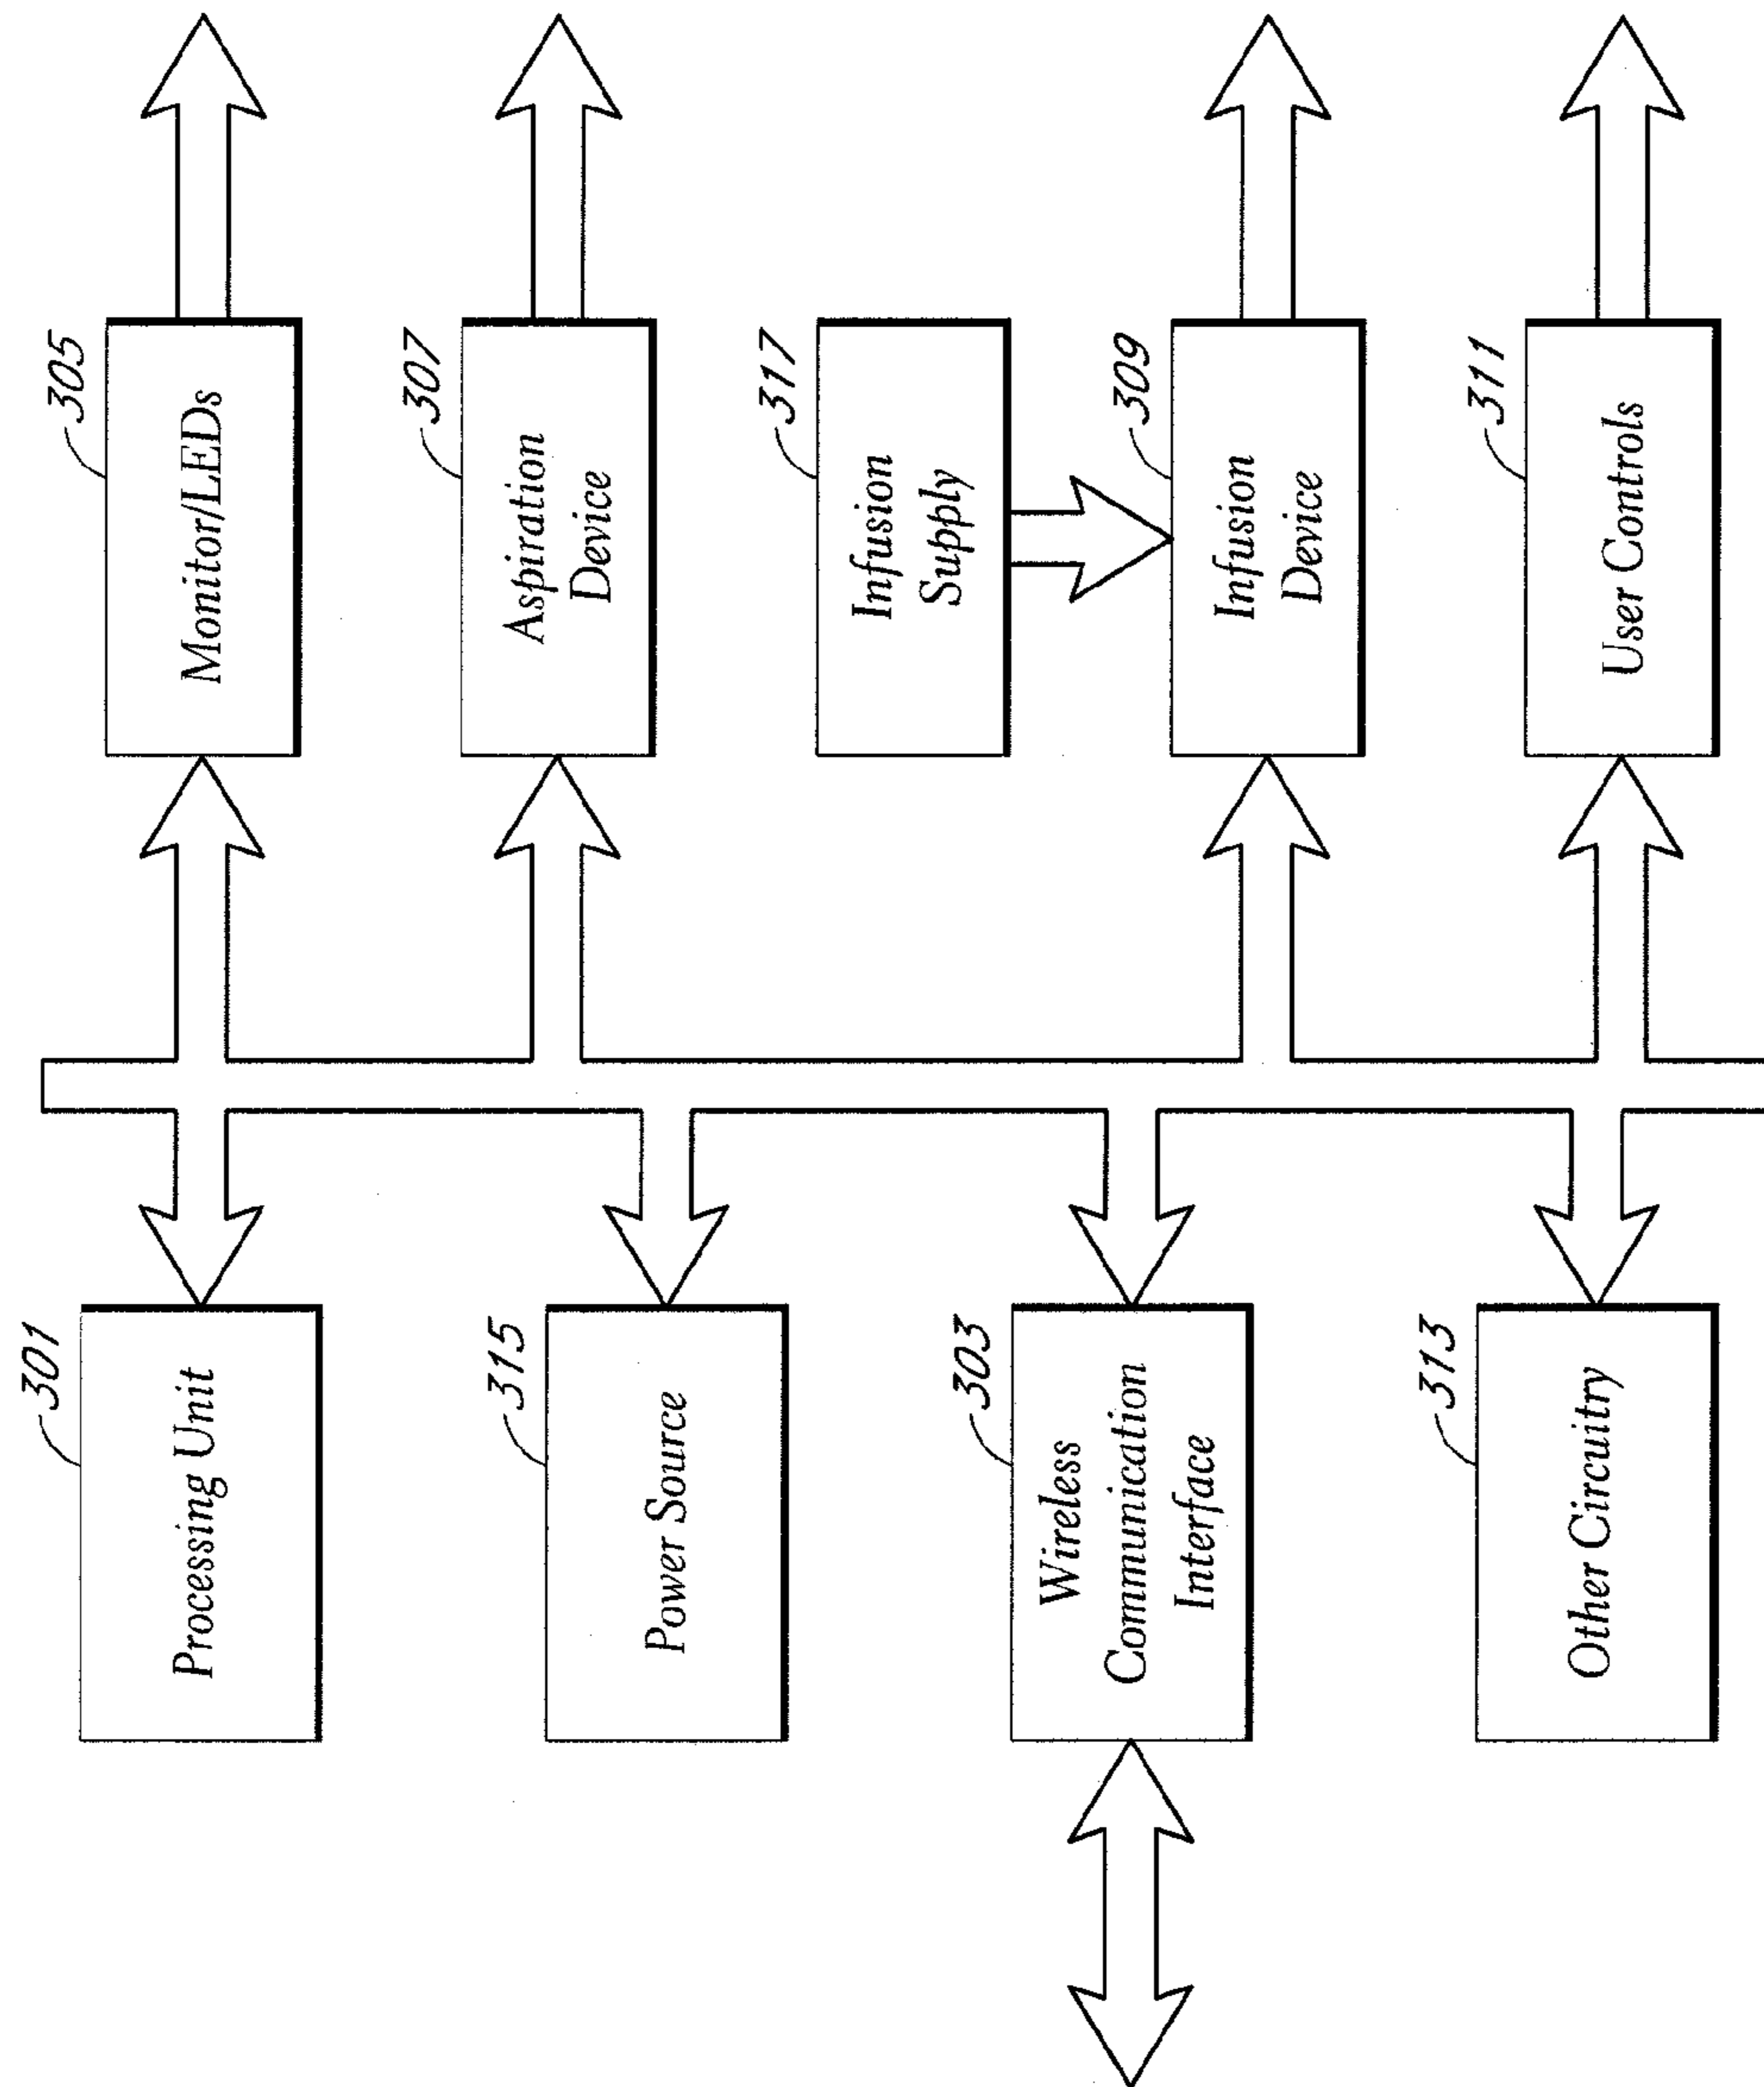 301
Processing Unit
315
Power Source
303
Wireless
Communication
Interface
313
Other Circuitry
305
Monitor/LEDs
307
Aspiration
Device
317
Infusion
Supply
309
Infusion
Device
311
User Controls